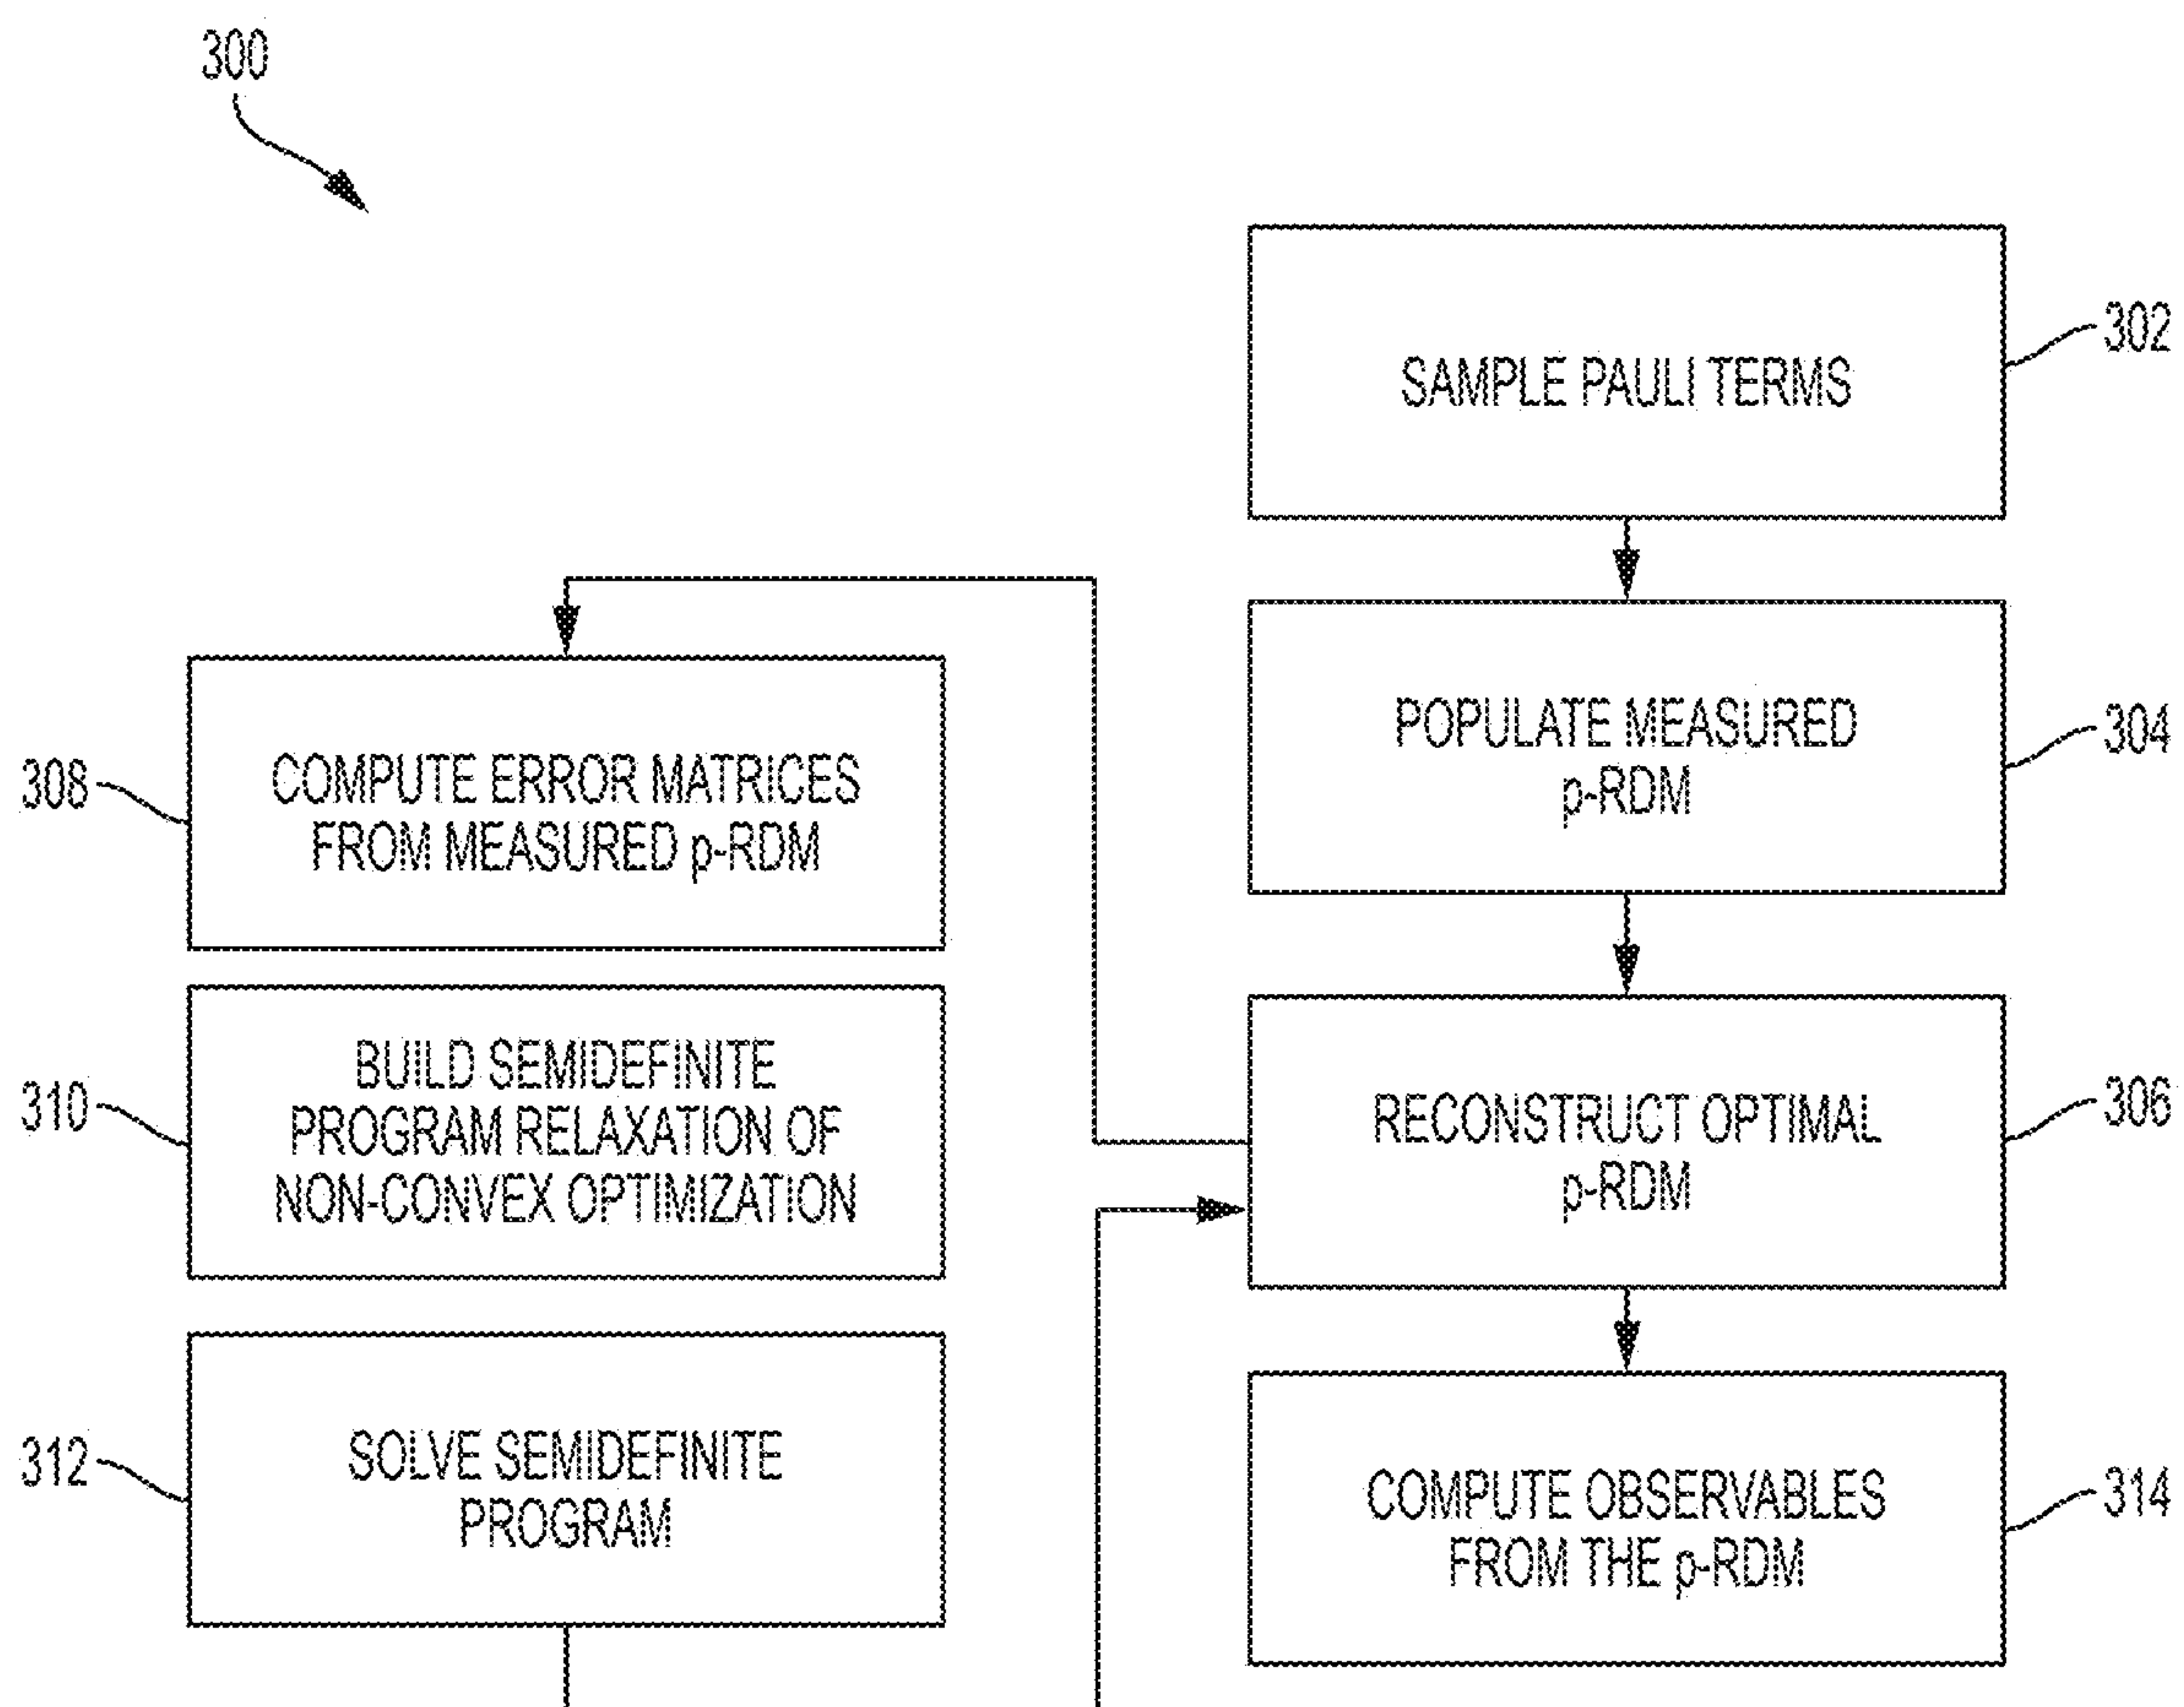 300
SAMPLE PAULI TERMS
302
POPULATE MEASURED
p-RDM
304
RECONSTRUCT OPTIMAL
p-RDM
306
308
COMPUTE ERROR MATRICES
FROM MEASURED p-RDM
310
BUILD SEMIDEFINITE
PROGRAM RELAXATION OF
NON-CONVEX OPTIMIZATION
312
SOLVE SEMIDEFINITE
PROGRAM
COMPUTE OBSERVABLES
FROM THE p-RDM
314